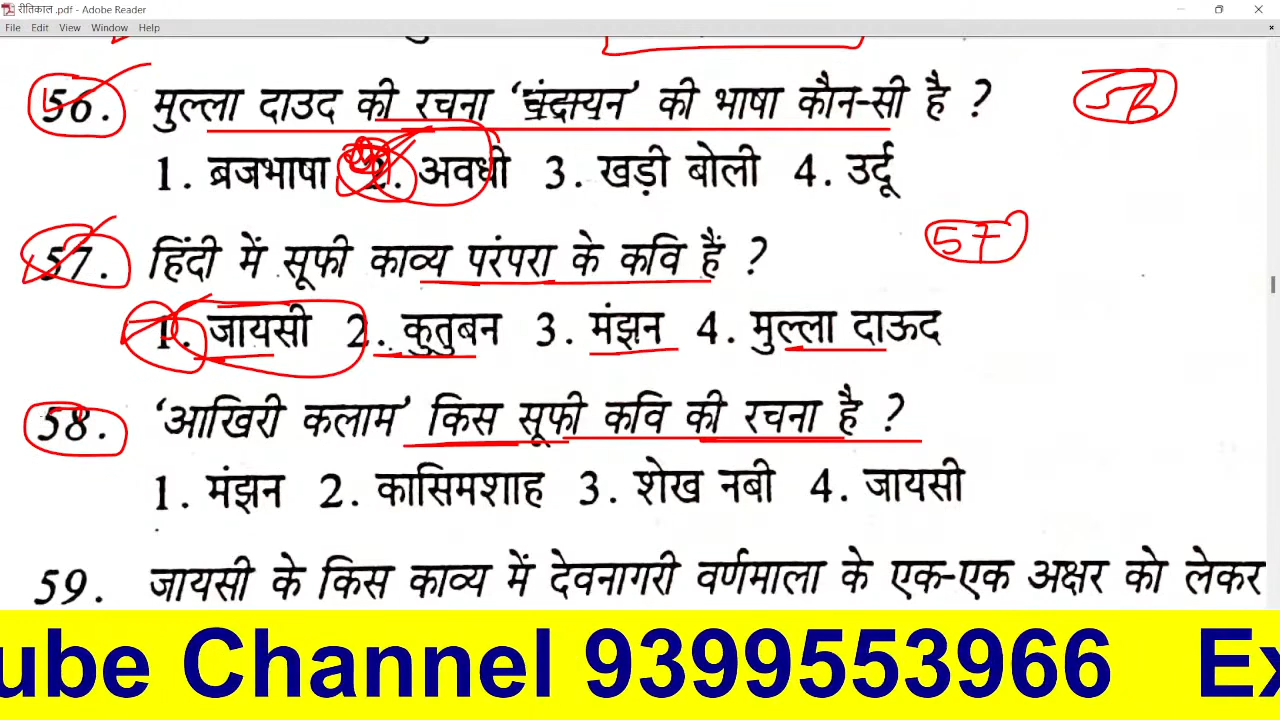 रीतिकाल .pdf - Adobe Reader
File Edit View Window Help
56. मुल्ला दाउद की रचना ‘चंदायन’ की भाषा कौन-सी है ? 56
1. ब्रजभाषा 2. अवधी 3. खड़ी बोली 4. उर्दू
57. हिंदी में सूफी काव्य परंपरा के कवि हैं ? 57
1. जायसी 2. कुतुबन 3. मंझन 4. मुल्ला दाऊद
58. ‘आखिरी कलाम’ किस सूफी कवि की रचना है ?
1. मंझन 2. कासिमशाह 3. शेख नबी 4. जायसी
59. जायसी के किस काव्य में देवनागरी वर्णमाला के एक-एक अक्षर को लेकर
ube Channel 9399553966 Ex